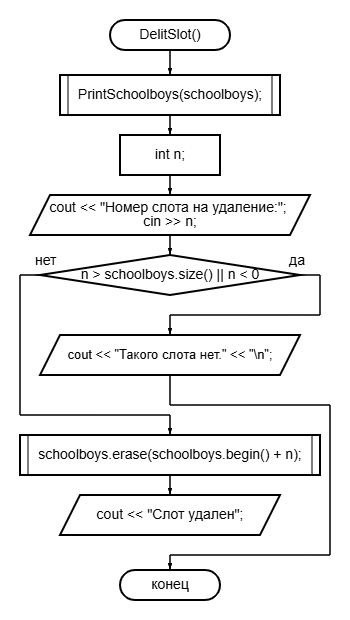 DelitSlot()
PrintSchoolboys(schoolboys);
int n;
cout << "Номер слота на удаление:";
cin >> n;
нет
да
n > schoolboys.size() || n < 0
cout << "Такого слота нет." << "\n";
schoolboys.erase(schoolboys.begin() + n);
cout << "Слот удален";
конец